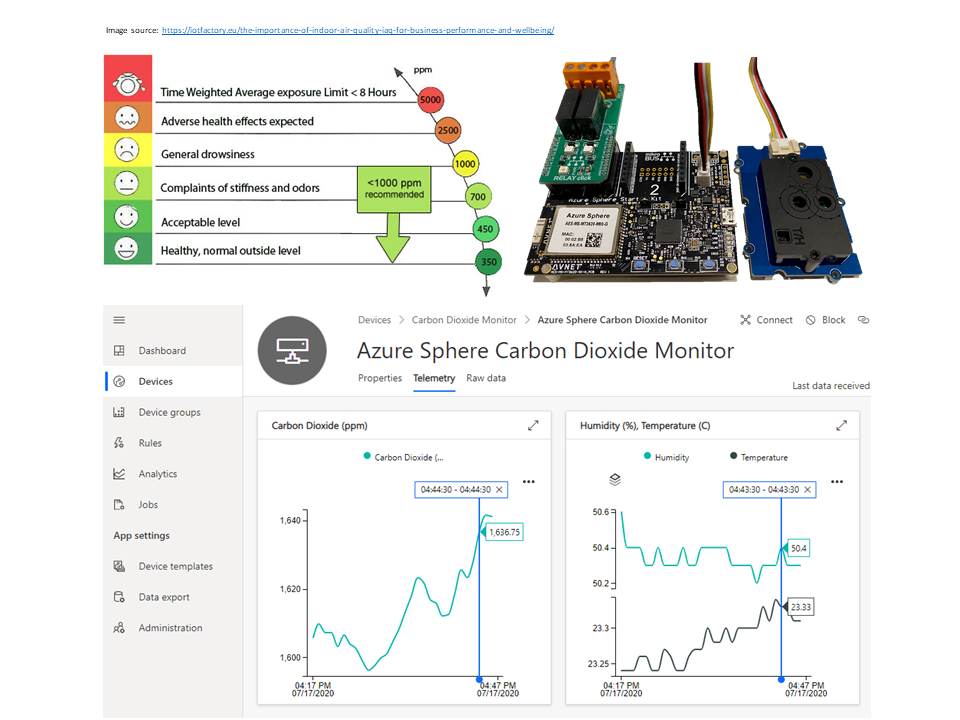 Image source: https://iotfactory.eu/the-importance-of-indoor-air-quality-iaq-for-business-performance-and-wellbeing/
ppm
Time Weighted Average exposure Limit < 8 Hours
5000
Adverse health effects expected
2500
General drowsiness
1000
Complaints of stiffness and odors
<1000 ppm
recommended
700
Acceptable level
450
Healthy, normal outside level
350
RELAY click
BUS
2
Azure Sphere Start Kit
Azure Sphere
MAC:
AVNET
Devices > Carbon Dioxide Monitor > Azure Sphere Carbon Dioxide Monitor
Connect
Block
Azure Sphere Carbon Dioxide Monitor
Properties
Telemetry
Raw data
Last data received
Dashboard
Devices
Device groups
Rules
Analytics
Jobs
App settings
Device templates
Data export
Administration
Carbon Dioxide (ppm)
Carbon Dioxide (...
04:44:30 - 04:44:30
1,640
1,636.75
1,620
1,600
04:17 PM
07/17/2020
04:47 PM
07/17/2020
Humidity (%), Temperature (C)
Humidity
Temperature
04:43:30 - 04:43:30
50.6
50.4
50.4
50.2
23.33
23.3
23.25
04:17 PM
07/17/2020
04:47 PM
07/17/2020